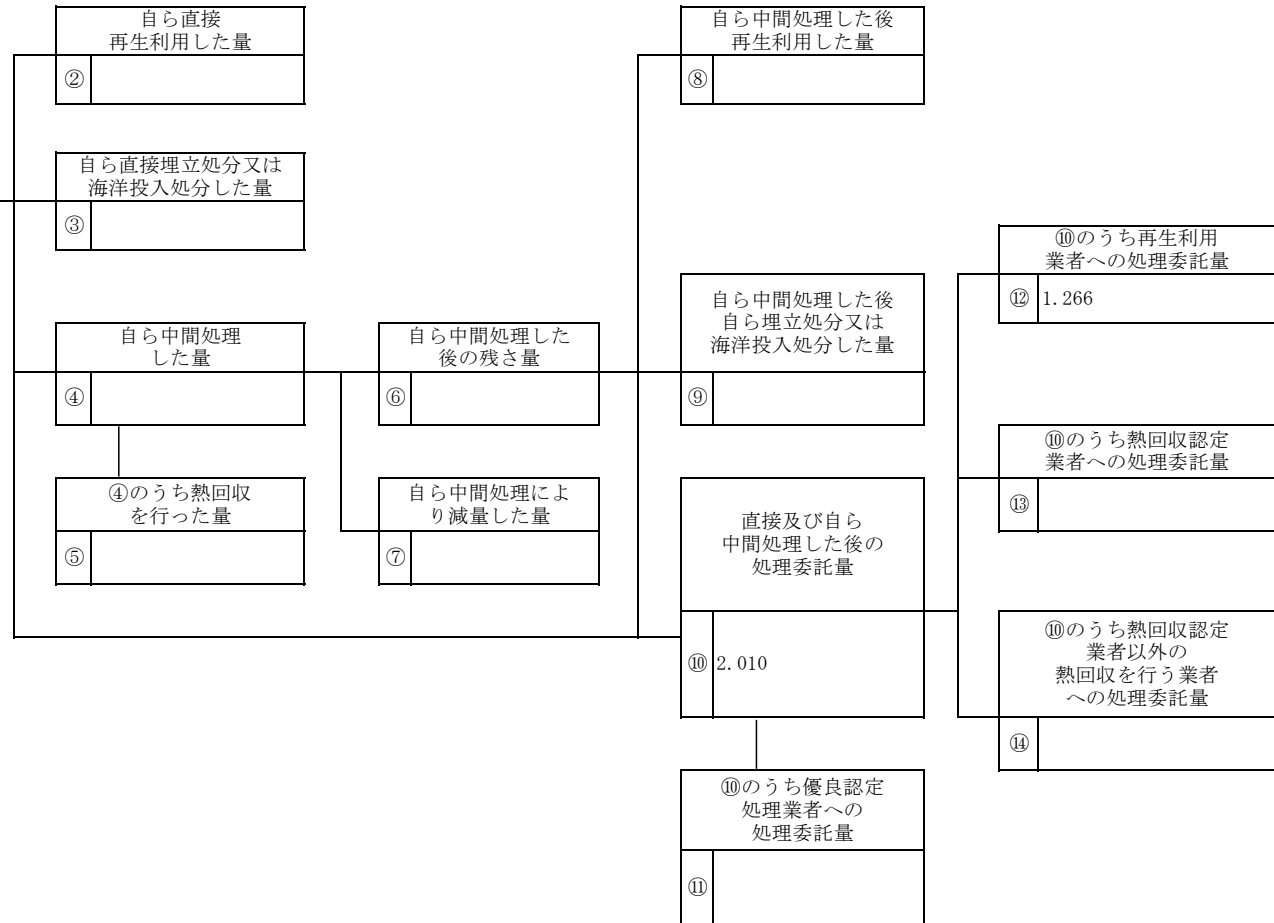 自ら直接
再生利用した量
②
自ら中間処理した後
再生利用した量
⑧
自ら直接埋立処分又は
海洋投入処分した量
③
⑩のうち再生利用
業者への処理委託量
⑫ 1.266
自ら中間処理
した量
④
自ら中間処理した
後の残さ量
⑥
自ら中間処理した後
自ら埋立処分又は
海洋投入処分した量
⑨
⑩のうち熱回収認定
業者への処理委託量
⑬
④のうち熱回収
を行った量
⑤
自ら中間処理によ
り減量した量
⑦
直接及び自ら
中間処理した後の
処理委託量
⑩ 2.010
⑩のうち熱回収認定
業者以外の
熱回収を行う業者
への処理委託量
⑭
⑩のうち優良認定
処理業者への
処理委託量
⑪